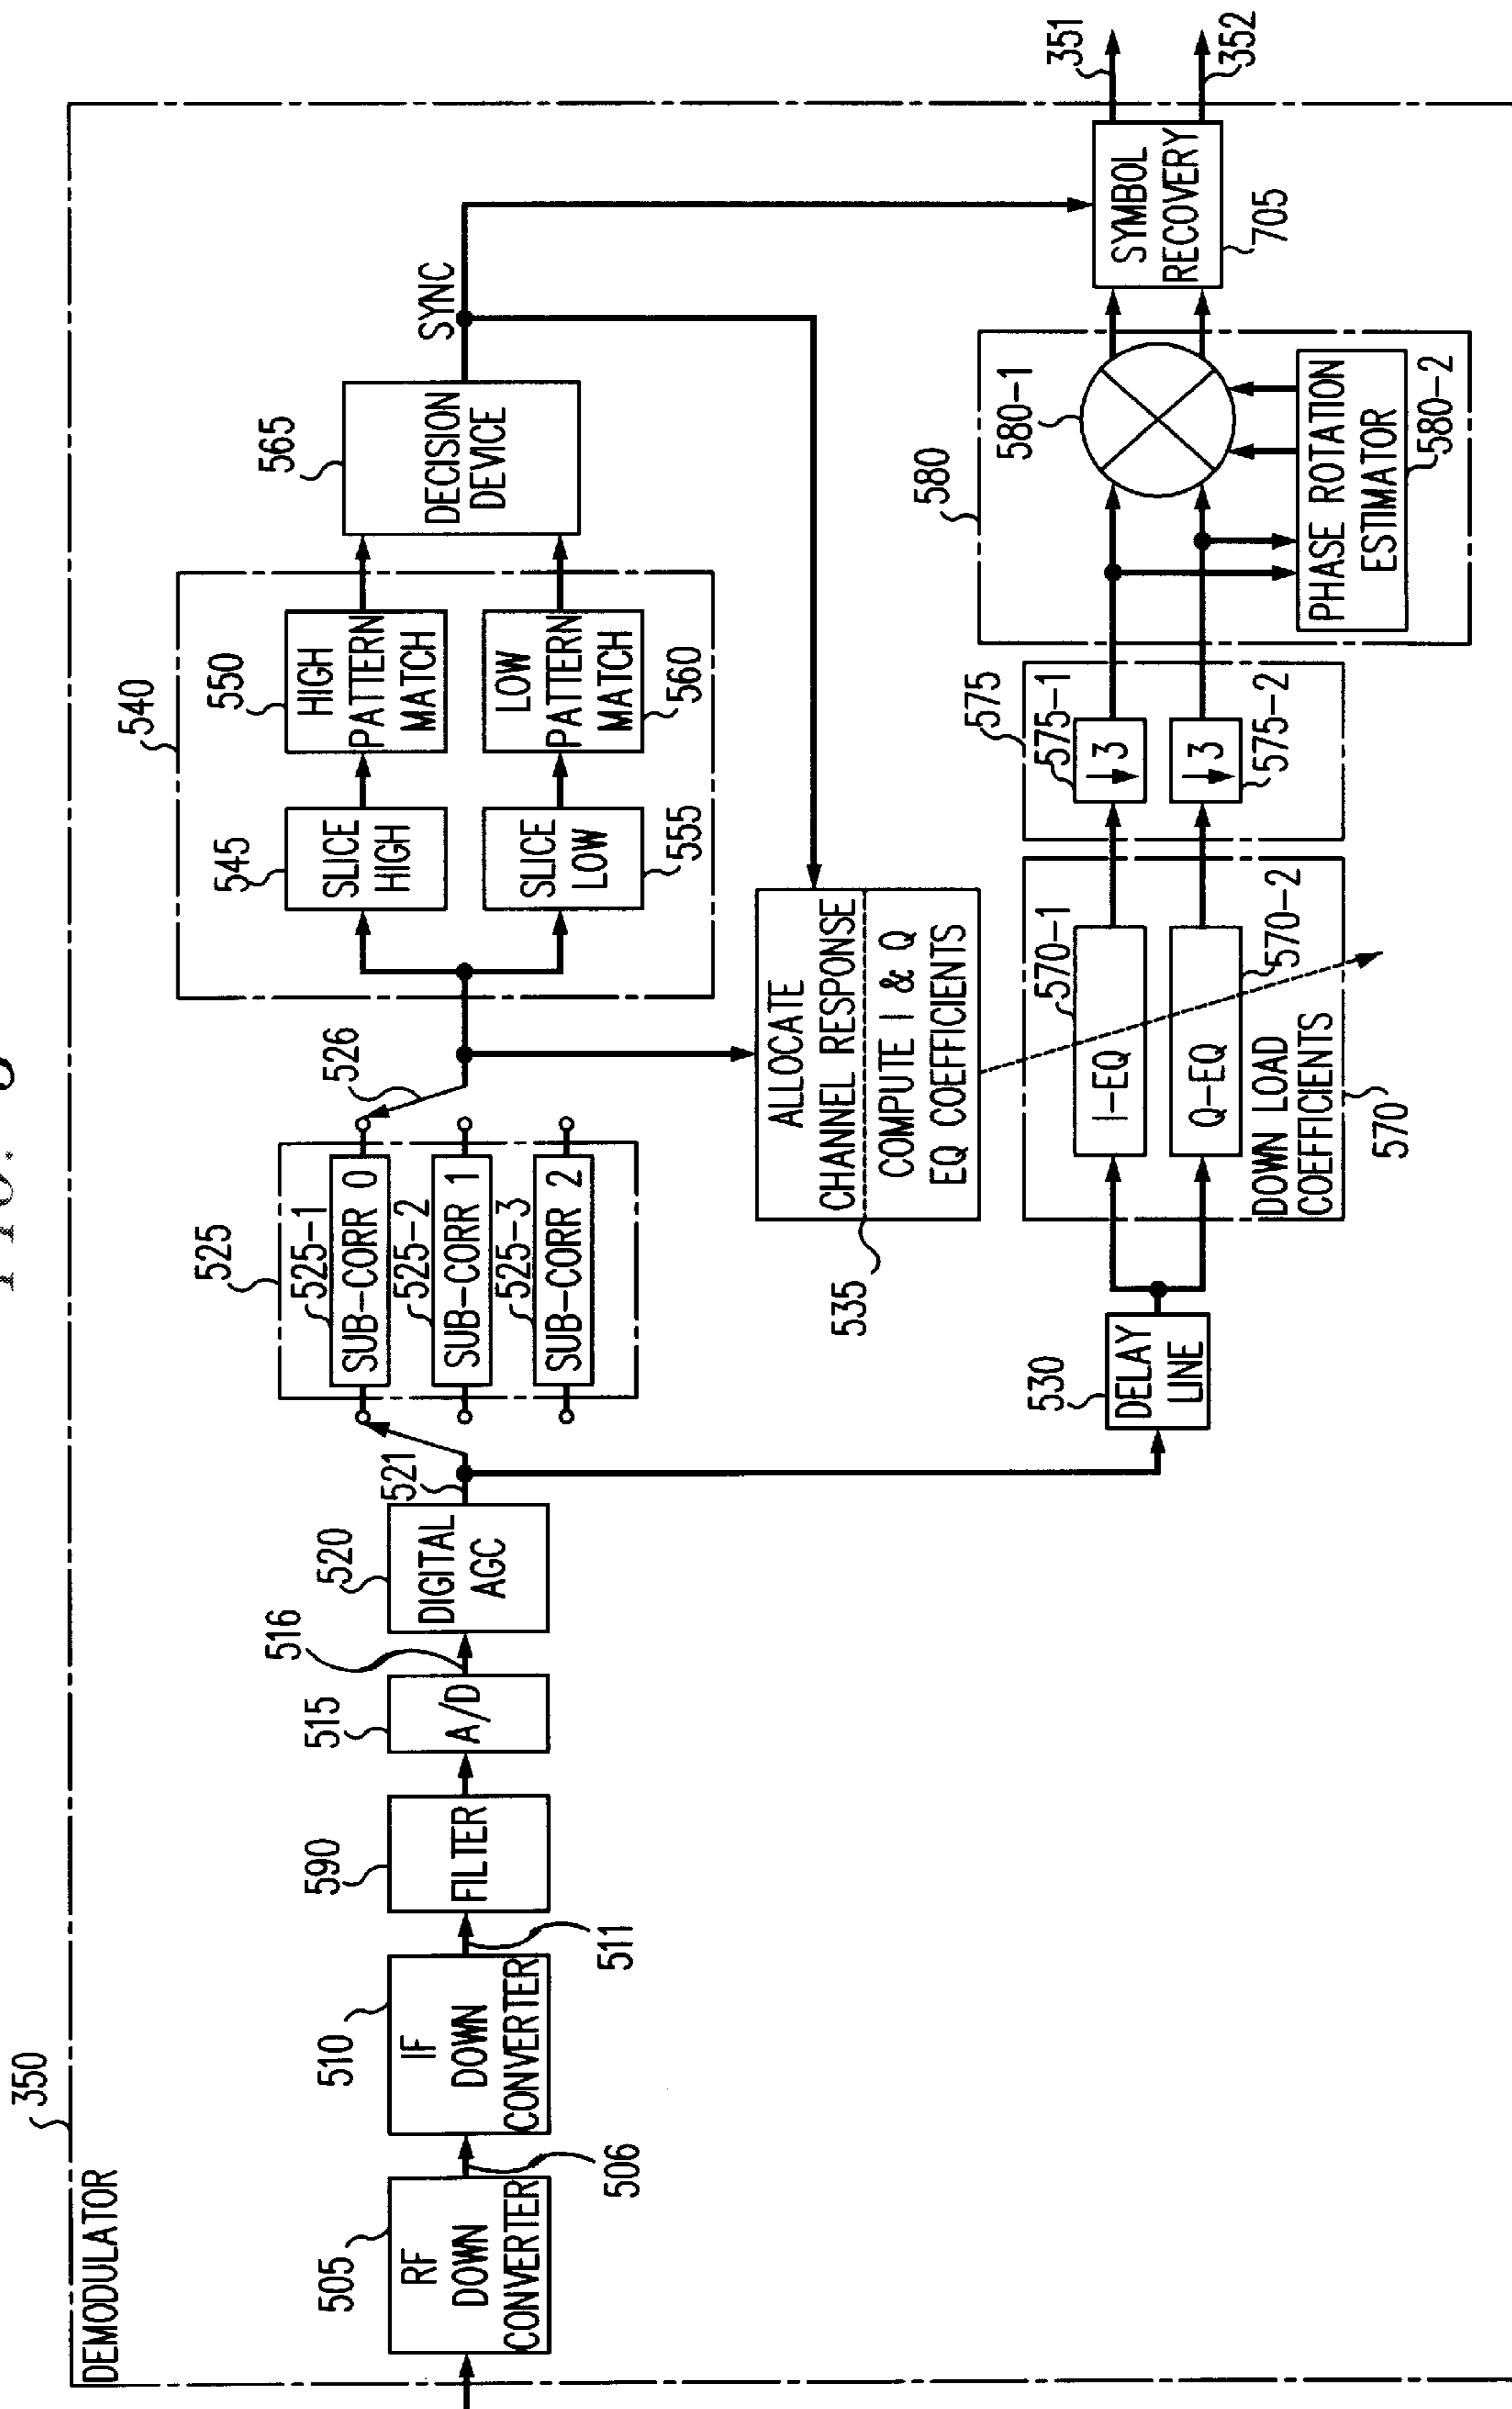 350
DEMODULATOR
505
RF
DOWN
CONVERTER
506
510
IF
DOWN
CONVERTER
511
590
FILTER
515
A/D
516
520
DIGITAL
AGC
521
525
525-1
SUB-CORR 0
525-2
SUB-CORR 1
525-3
SUB-CORR 2
526
540
545
SLICE
HIGH
550
HIGH
PATTERN
MATCH
SLICE
LOW
555
LOW
PATTERN
MATCH
560
565
DECISION
DEVICE
SYNC
ALLOCATE
CHANNEL RESPONSE
COMPUTE I & Q
EQ COEFFICIENTS
535
530
DELAY
LINE
570-1
I-EQ
Q-EQ
570-2
DOWN LOAD
COEFFICIENTS
570
575
575-1
3
3
575-2
580
580-1
PHASE ROTATION
ESTIMATOR
580-2
SYMBOL
RECOVERY
705
351
352